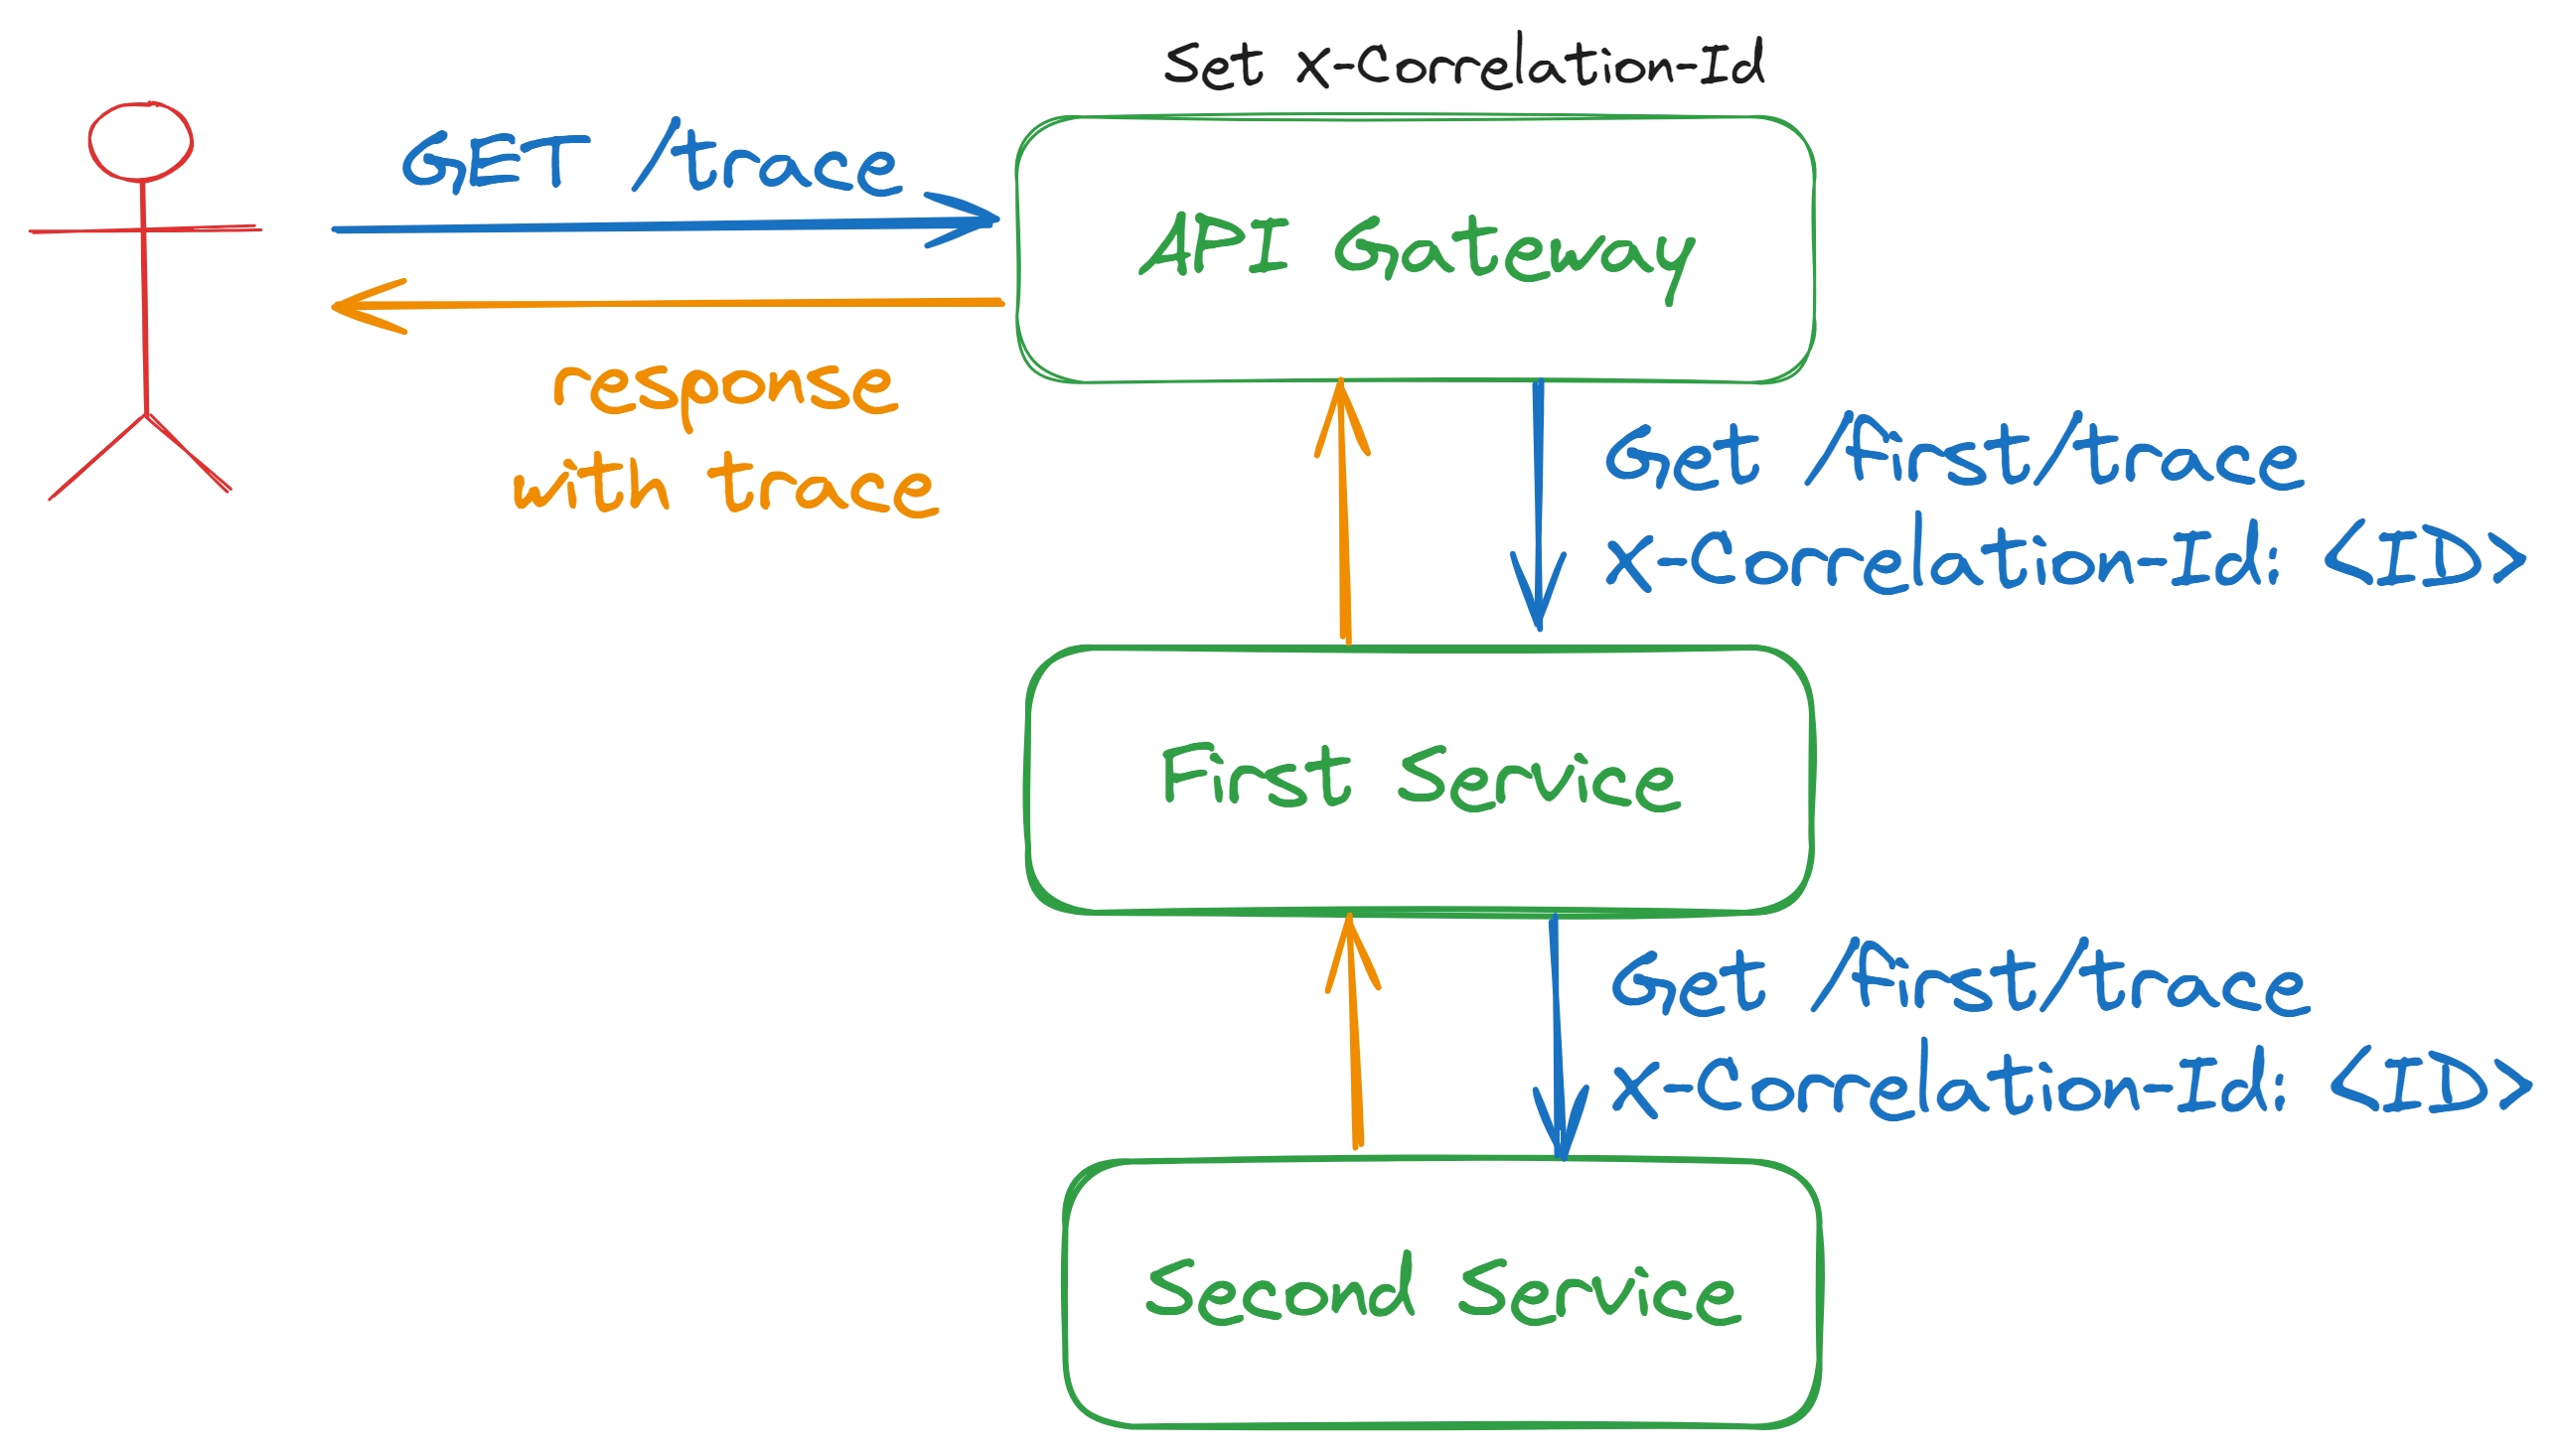 Set X-Correlation-Id
GET /trace
API Gateway
response
with trace
Get /first/trace
X-Correlation-Id: <ID>
First Service
Get /first/trace
X-Correlation-Id: <ID>
Second Service